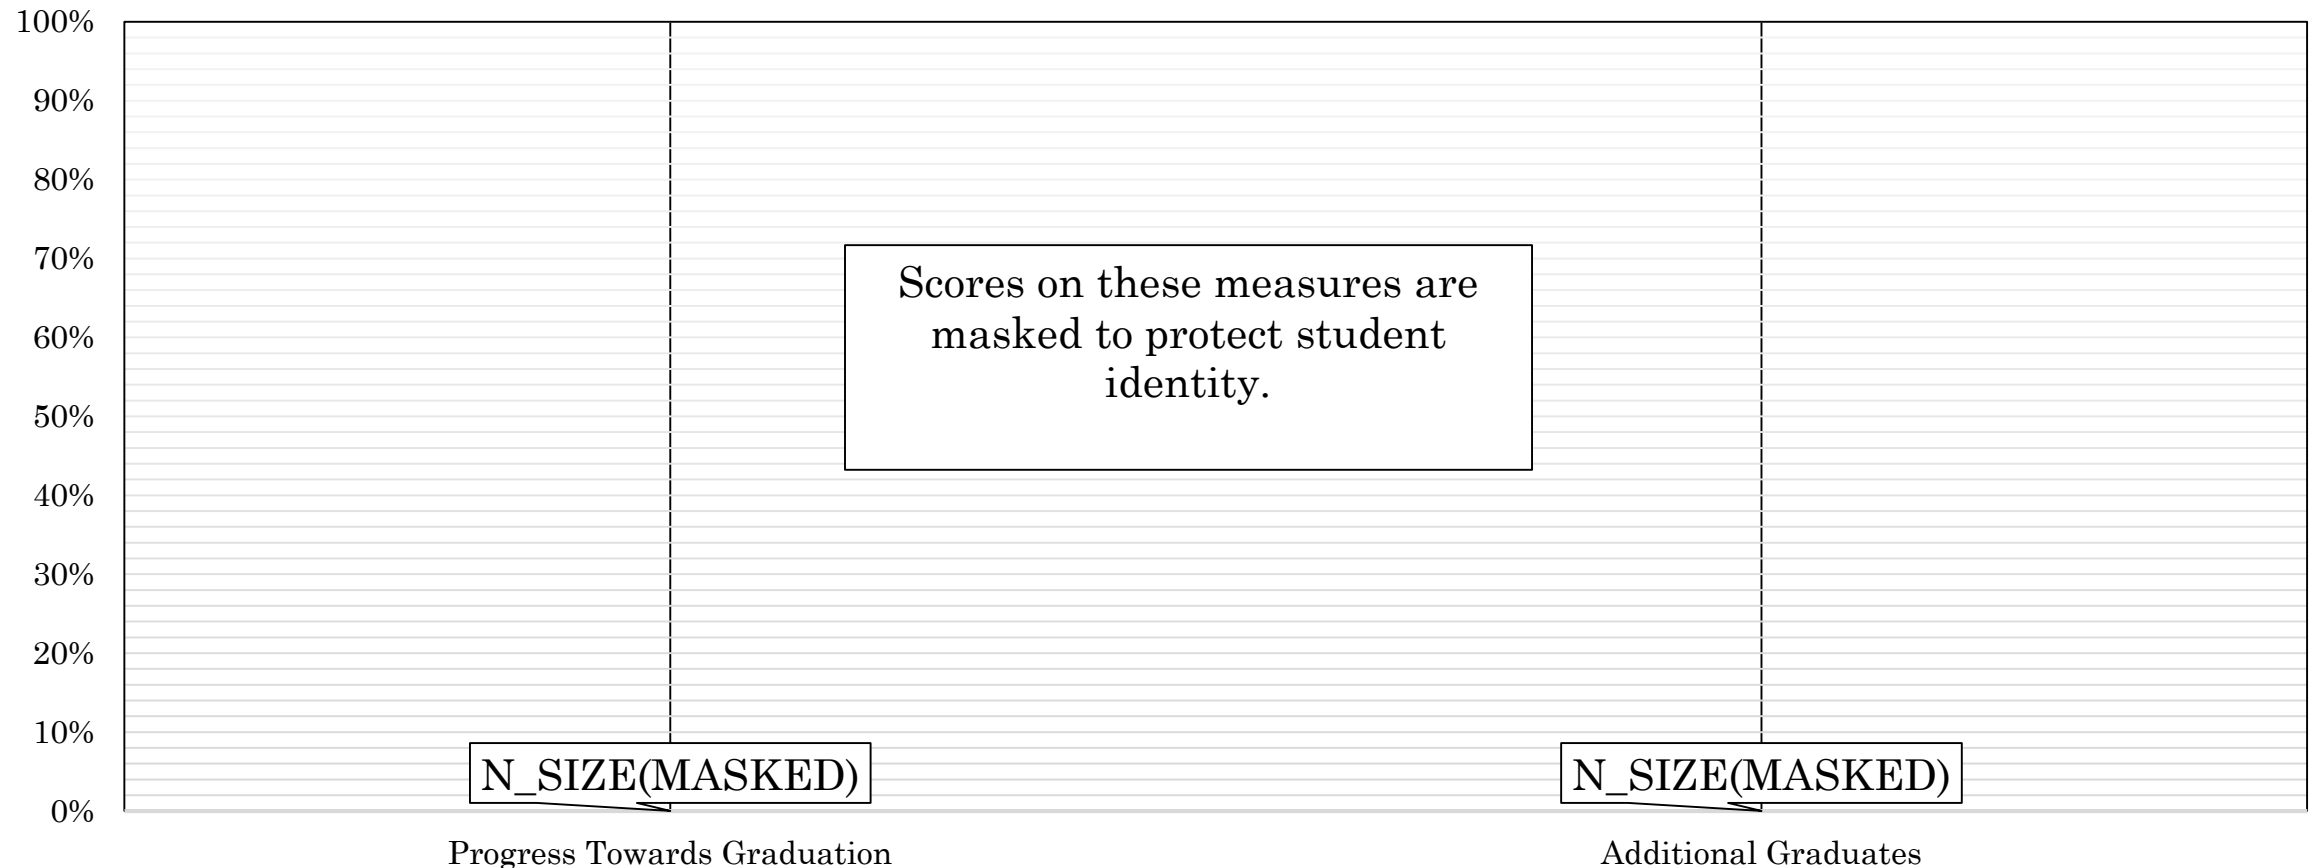 100%
90%
80%
70%
60%
50%
40%
30%
20%
10%
0%
Scores on these measures are
masked to protect student
identity.
N_SIZE(MASKED)
N_SIZE(MASKED)
Progress Towards Graduation
Additional Graduates